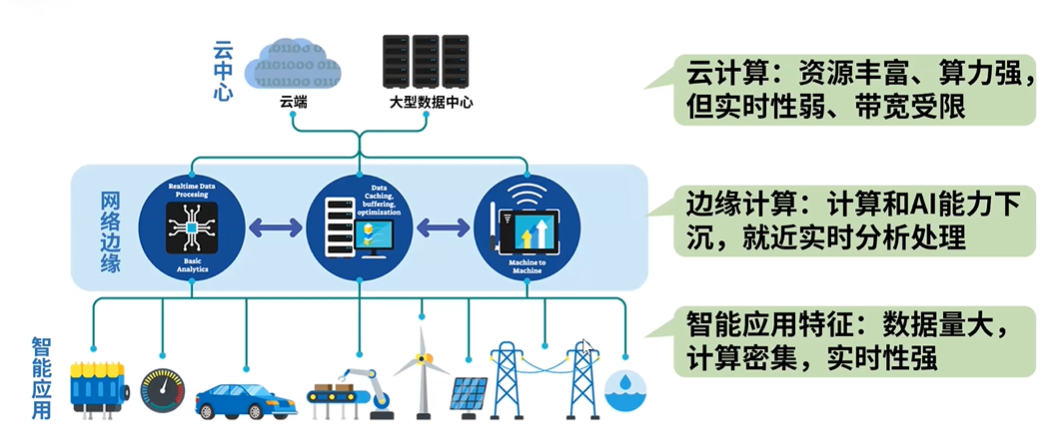 云中心
云端
大型数据中心
云计算：资源丰富、算力强，
但实时性弱、带宽受限
网络边缘
Realtime Data
Procesing
Basic
Analytics
Data
Caching,
buffering,
optimization
Machine to
Machine
边缘计算：计算和AI能力下
沉，就近实时分析处理
智能应用
智能应用特征：数据量大，
计算密集，实时性强